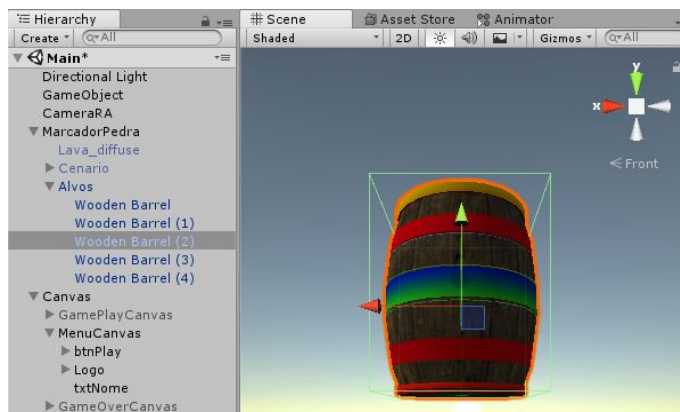 Hierarchy
Create
All
Main*
Directional Light
GameObject
CameraRA
MarcadorPedra
Lava_diffuse
Cenario
Alvos
Wooden Barrel
Wooden Barrel (1)
Wooden Barrel (2)
Wooden Barrel (3)
Wooden Barrel (4)
Canvas
GamePlayCanvas
MenuCanvas
btnPlay
Logo
txtNome
GameOverCanvas
Scene Asset Store Animator
Shaded 2D Gizmos All
y
x
Front